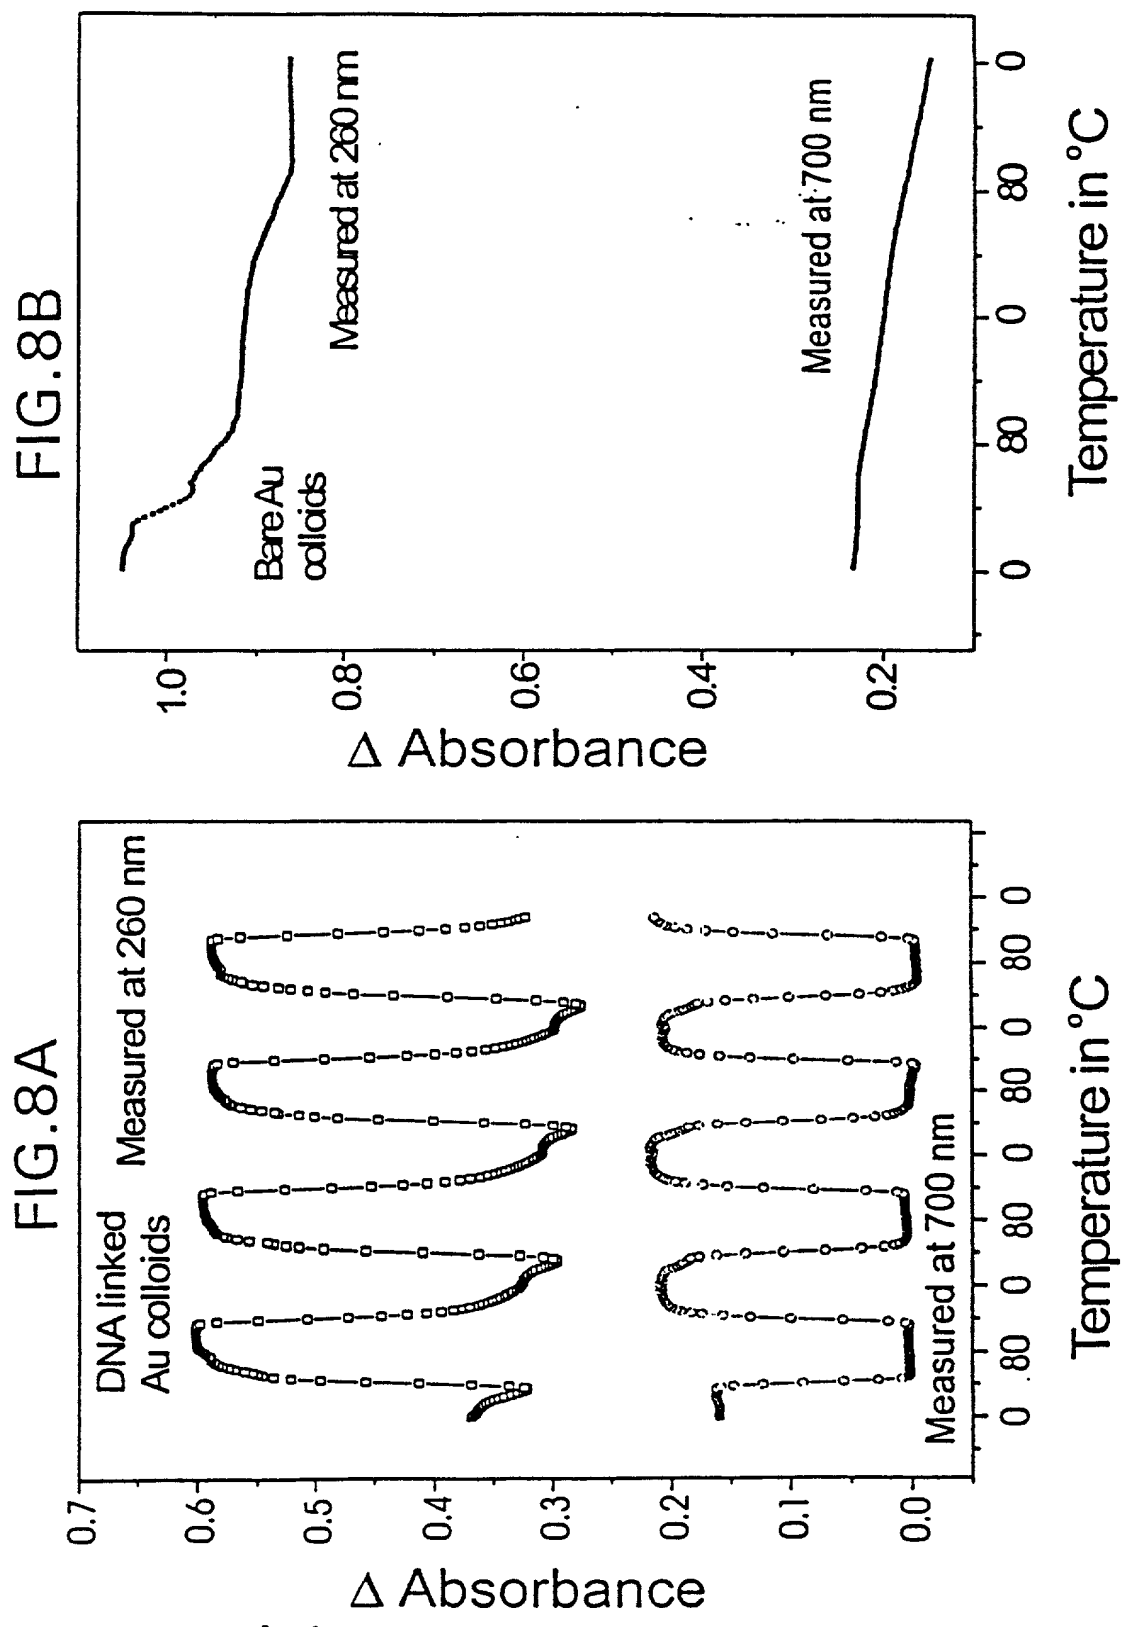 FIG.8A
DNA linked
Au colloids
Measured at 260 nm
Measured at 700 nm
0.7
0.6
0.5
0.4
0.3
0.2
0.1
0.0
Δ Absorbance
0 80 0 80 0 80 0 80 0
Temperature in °C
FIG.8B
Bare Au
colloids
Measured at 260 nm
Measured at 700 nm
1.0
0.8
0.6
0.4
0.2
Δ Absorbance
0 80 0 80 0
Temperature in °C